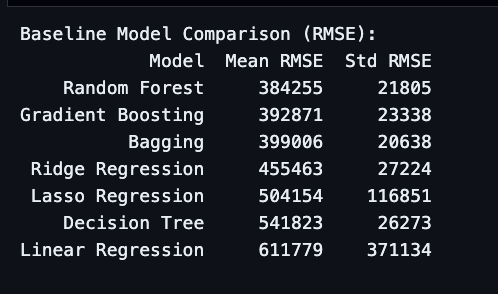 Baseline Model Comparison (RMSE):
Model Mean RMSE Std RMSE
Random Forest 384255 21805
Gradient Boosting 392871 23338
Bagging 399006 20638
Ridge Regression 455463 27224
Lasso Regression 504154 116851
Decision Tree 541823 26273
Linear Regression 611779 371134